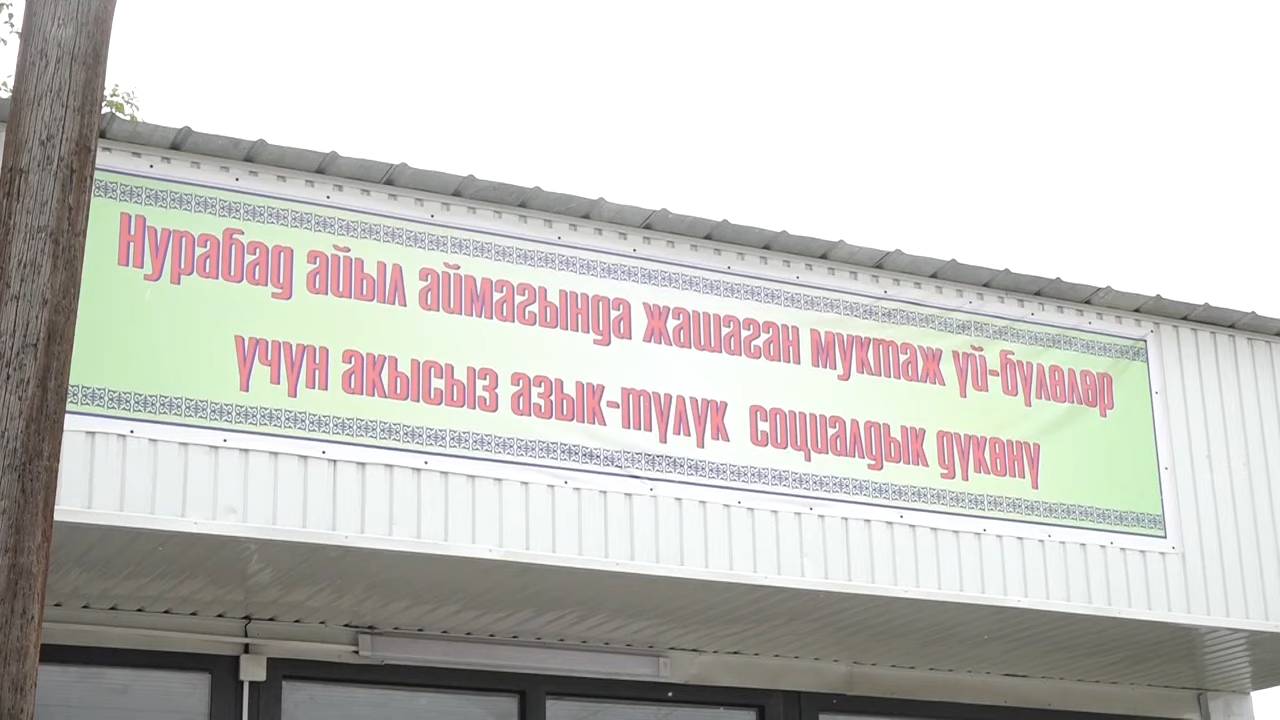 Нурабад айыл аймагында жашаган муктаж үй-бүлөлөр
үчүн акысыз азык-түлүк социалдык дүкөнү